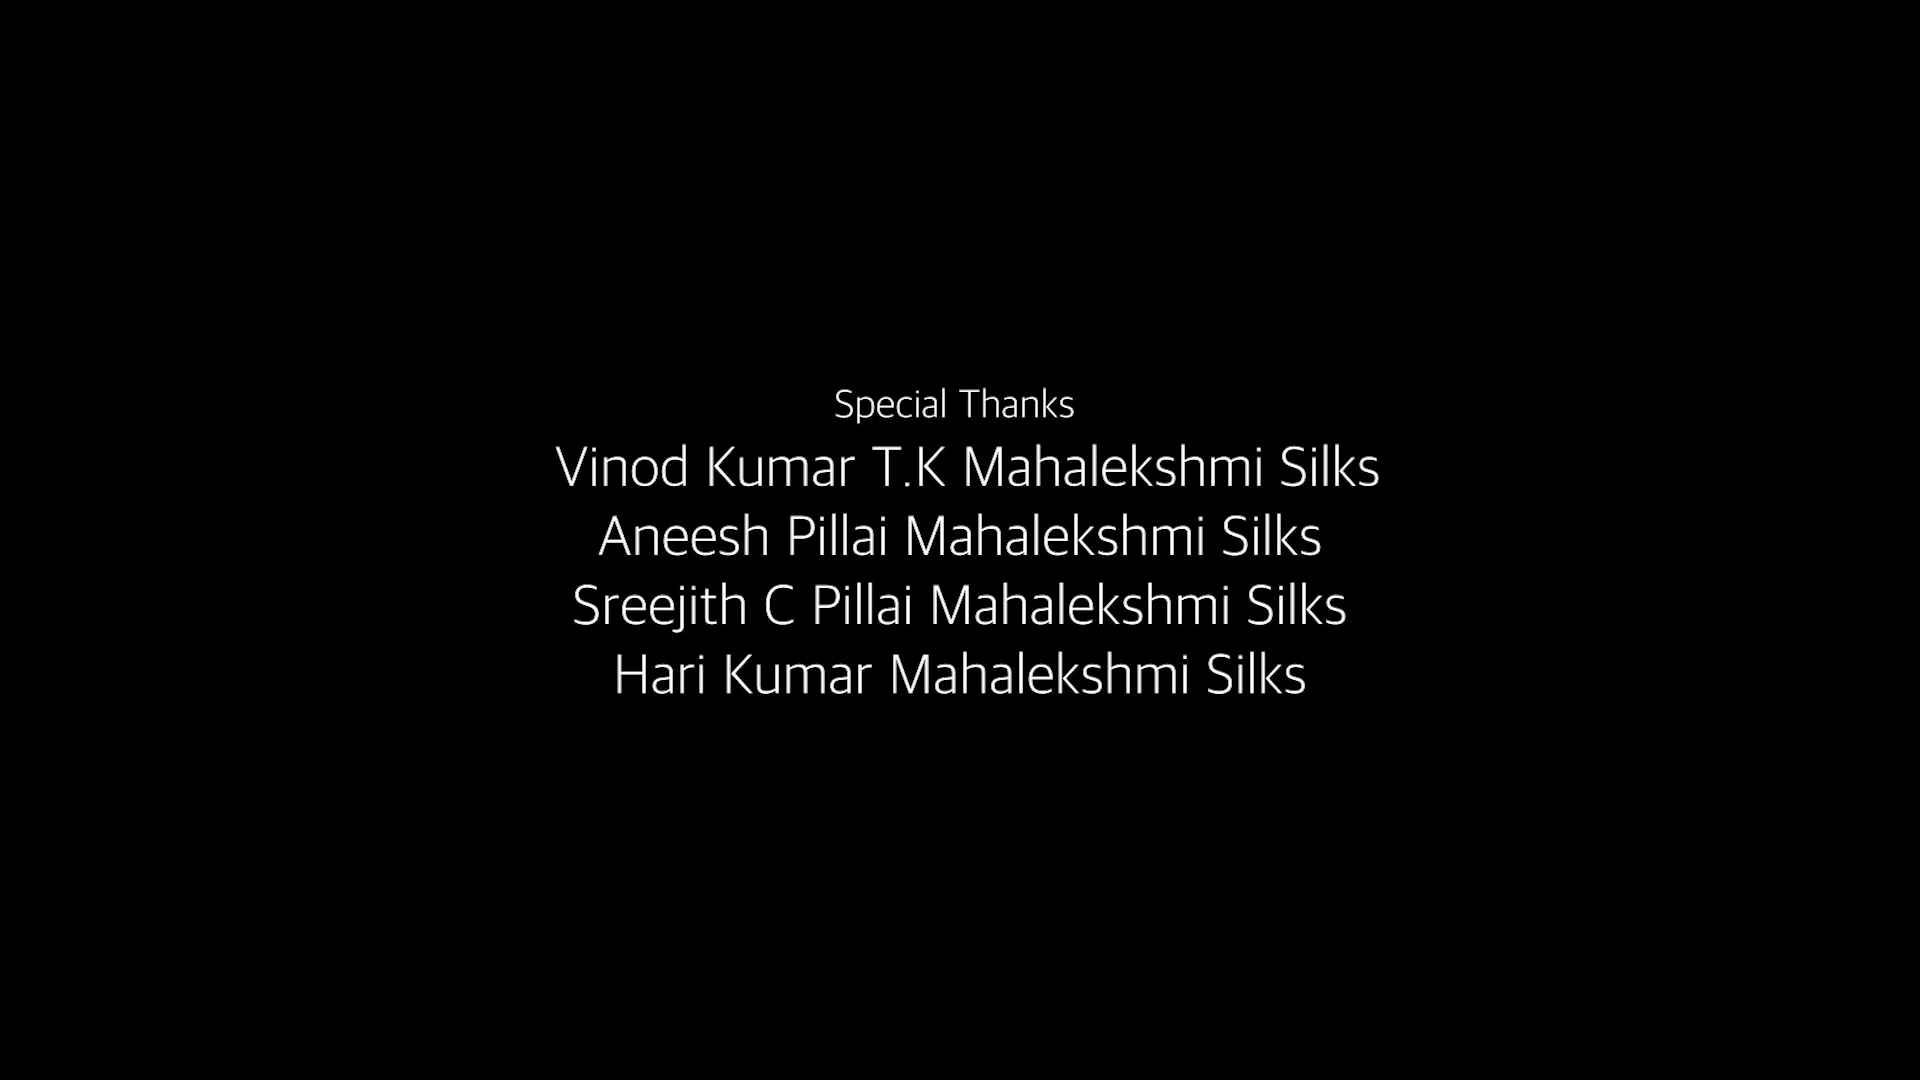 Special Thanks
Vinod Kumar T.K Mahalekshmi Silks
Aneesh Pillai Mahalekshmi Silks
Sreejith C Pillai Mahalekshmi Silks
Hari Kumar Mahalekshmi Silks